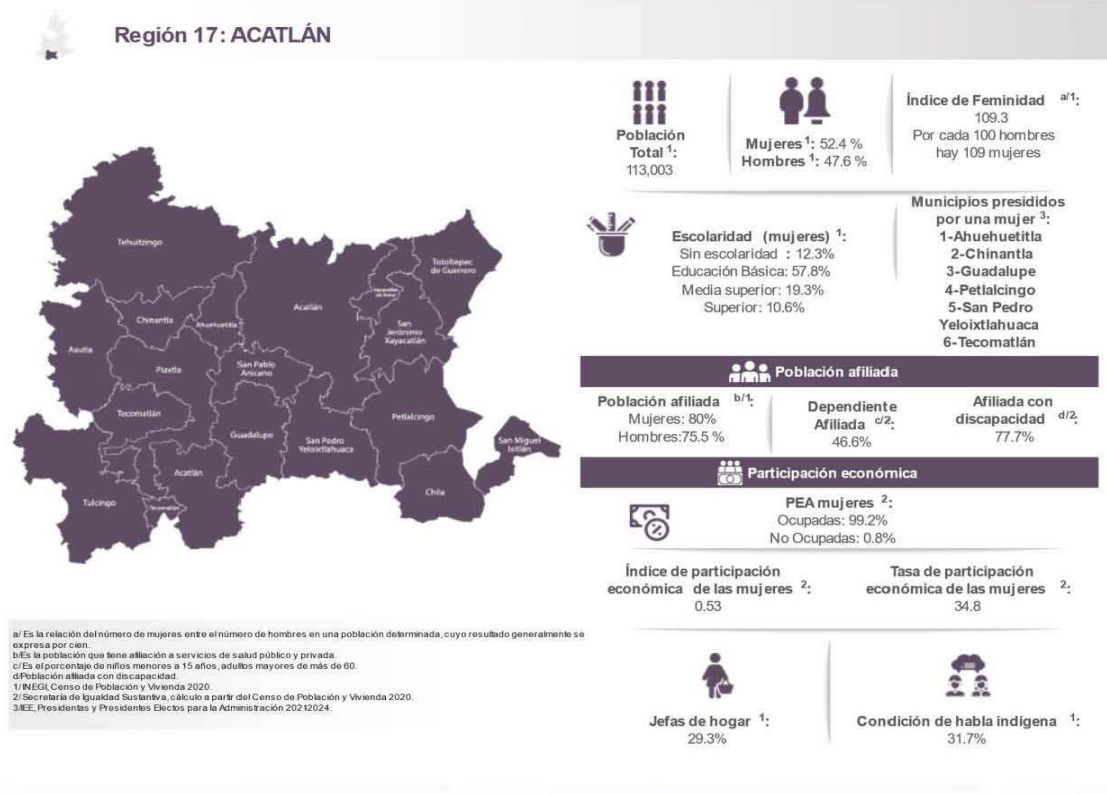 Región 17: ACATLÁN
Población
Total 1:
113,003
Mujeres 1: 52.4 %
Hombres 1: 47.6 %
Índice de Feminidad a/1:
109.3
Por cada 100 hombres
hay 109 mujeres
Escolaridad (mujeres) 1:
Sin escolaridad : 12.3%
Educación Básica: 57.8%
Media superior: 19.3%
Superior: 10.6%
Municipios presididos
por una mujer 3:
1-Ahuehuetitla
2-Chinantla
3-Guadalupe
4-Petlalcingo
5-San Pedro
Yeloixtlahuaca
6-Tecomatlán
Tehuitzingo
Totoltepec
de Guerrero
Acatlán
Chinantla
Ahuehuetitla
San
Jerónimo
Xayacatlán
Axutla
Piaxtla
San Pablo
Anicano
Tecomatlán
Petlalcingo
Guadalupe
San Pedro
Yeloixtlahuaca
San Miguel
Ixitlán
Acatlán
Chila
Tulcingo
Tecomatlán
Población afiliada
Población afiliada b/1:
Mujeres: 80%
Hombres:75.5 %
Dependiente
Afiliada c/2:
46.6%
Afiliada con
discapacidad d/2:
77.7%
Participación económica
PEA mujeres 2:
Ocupadas: 99.2%
No Ocupadas: 0.8%
Índice de participación
económica de las mujeres 2:
0.53
Tasa de participación
económica de las mujeres 2:
34.8
Jefas de hogar 1:
29.3%
Condición de habla indígena 1:
31.7%
a/ Es la relación del número de mujeres entre el número de hombres en una población determinada, cuyo resultado generalmente se
expresa por cien.
b/Es la población que tiene afiliación a servicios de salud público y privada.
c/ Es el porcentaje de niños menores a 15 años, adultos mayores de más de 60.
d/Población afiliada con discapacidad.
1/ INEGI, Censo de Población y Vivienda 2020.
2/ Secretaría de Igualdad Sustantiva, cálculo a partir del Censo de Población y Vivienda 2020.
3/IEE, Presidentas y Presidentes Electos para la Administración 20212024.